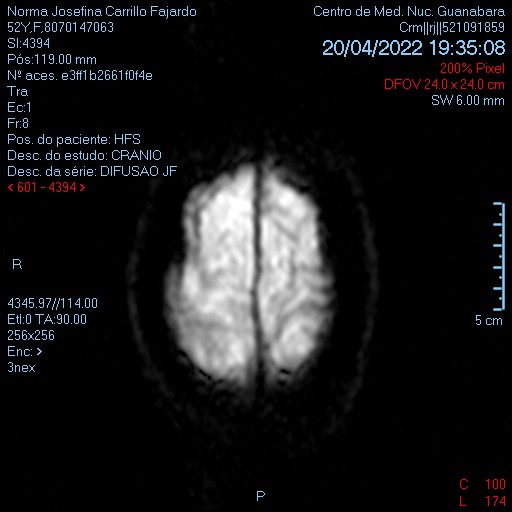 Norma Josefina Carrillo Fajardo
52Y,F,8070147063
Sl:4394
Pós:119.00 mm
Nº aces. e3ff1b2661f0f4e
Tra
Ec:1
Fr:8
Pos. do paciente: HFS
Desc. do estudo: CRANIO
Desc. da série: DIFUSAO JF
< 601 - 4394 >
Centro de Med. Nuc. Guanabara
Crm||rj||521091859
20/04/2022 19:35:08
200% Pixel
DFOV 24.0 x 24.0 cm
SW 6.00 mm
R
5 cm
4345.97//114.00
Etl:0 TA:90.00
256x256
Enc: >
3nex
P
C 100
L 174